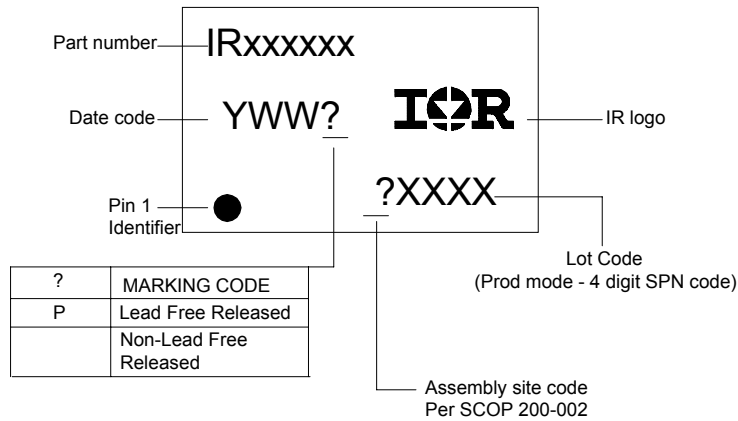 Part number
IRxxxxxx
Date code
YWW?
IOR
IR logo
?XXXX
Pin 1
Identifier
Lot Code
(Prod mode - 4 digit SPN code)
? MARKING CODE
P Lead Free Released
Non-Lead Free
Released
Assembly site code
Per SCOP 200-002